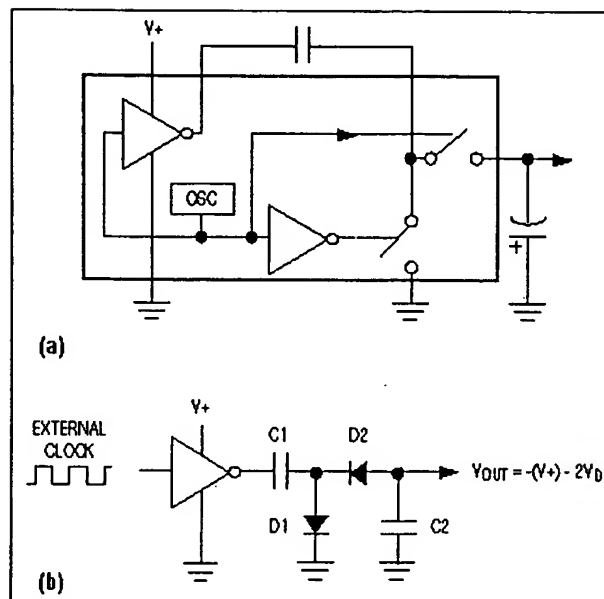 V+
OSC
+
(a)
V+
EXTERNAL
CLOCK
C1
D2
VOUT = -(V+) - 2VD
D1
C2
(b)